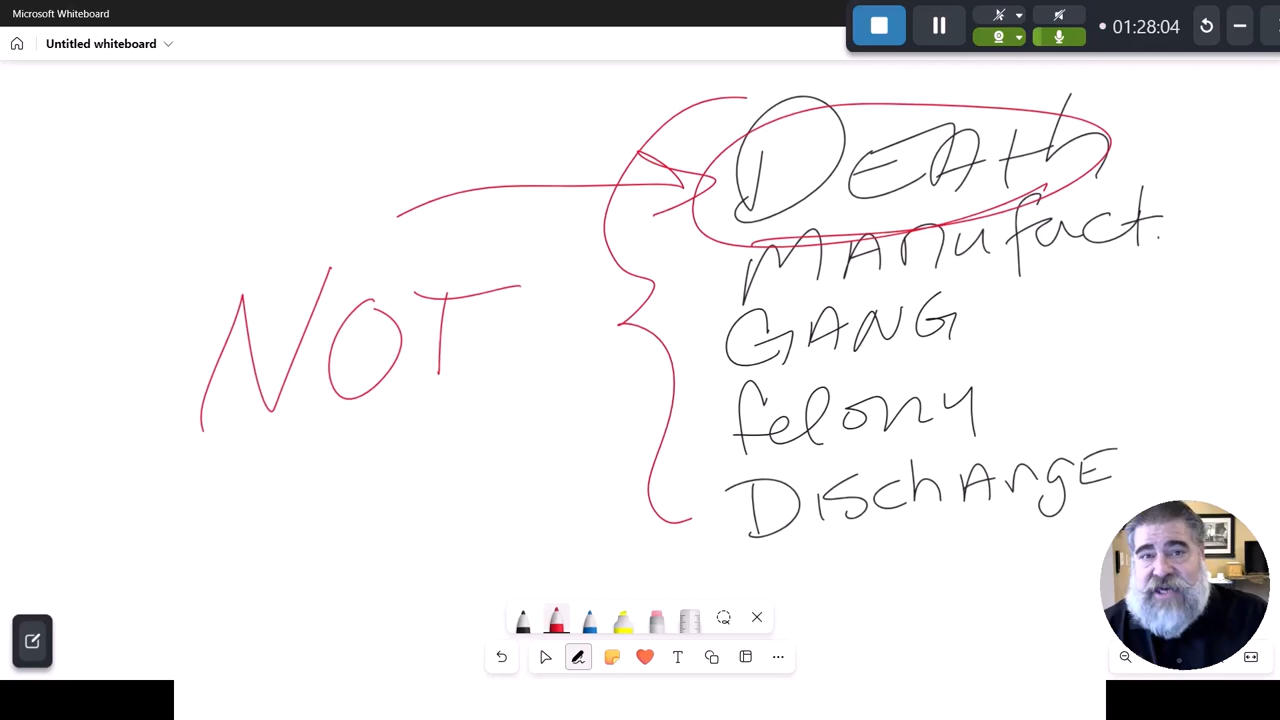 Microsoft Whiteboard
Untitled whiteboard
01:28:04
DEATh
MANufact.
NOT
GANG
felony
DISchArgE
T